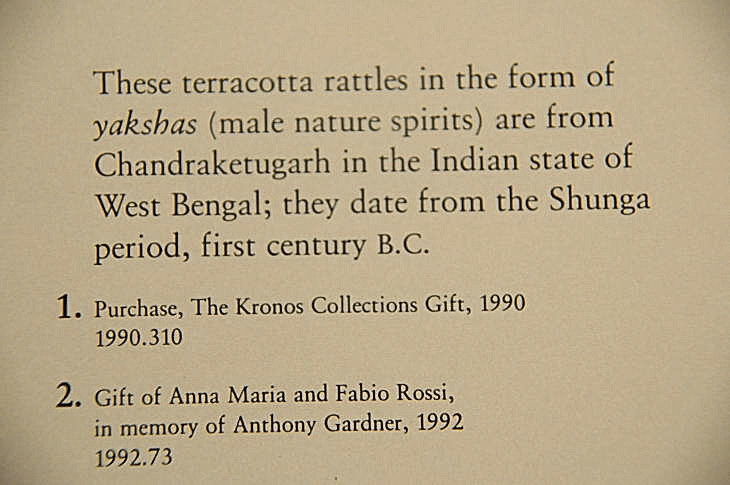 These terracotta rattles in the form of
yakshas (male nature spirits) are from
Chandraketugarh in the Indian state of
West Bengal; they date from the Shunga
period, first century B.C.
1. Purchase, The Kronos Collections Gift, 1990
1990.310
2. Gift of Anna Maria and Fabio Rossi,
in memory of Anthony Gardner, 1992
1992.73